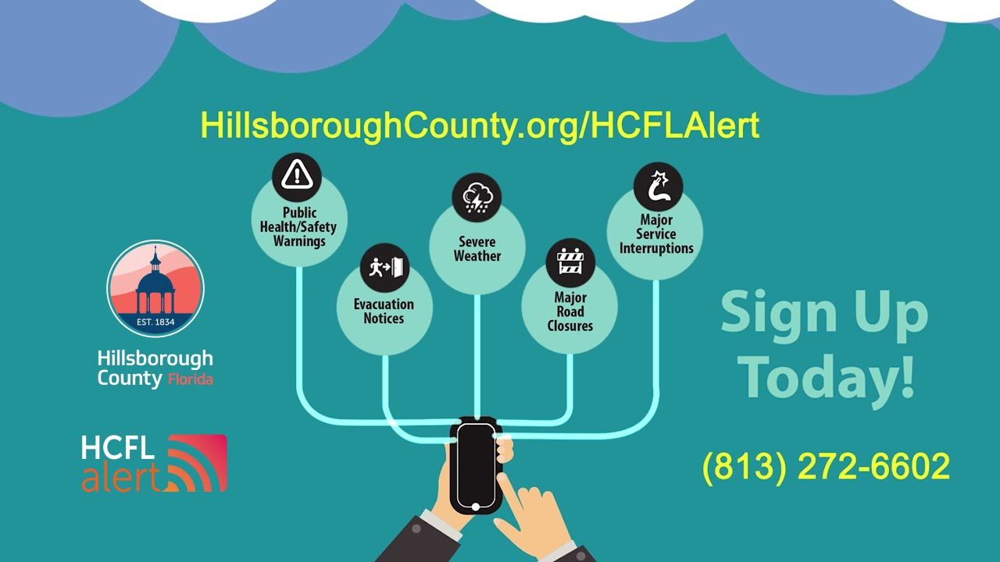 HillsboroughCounty.org/HCFLAlert
Public
Health/Safety
Warnings
Evacuation
Notices
Severe
Weather
Major
Road
Closures
Major
Service
Interruptions
EST. 1834
Hillsborough
County Florida
HCFL
alert
Sign Up
Today!
(813) 272-6602